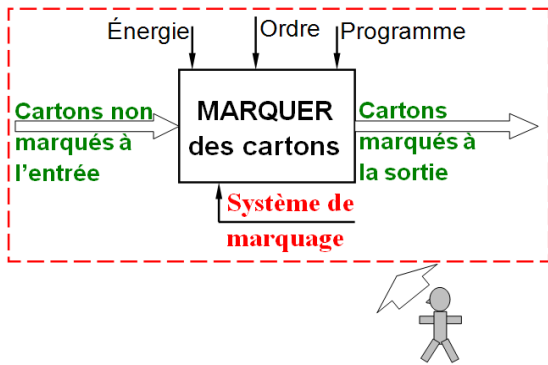 Énergie
Ordre
Programme
Cartons non
marqués à
l'entrée
MARQUER
des cartons
Cartons
marqués à
la sortie
Système de
marquage